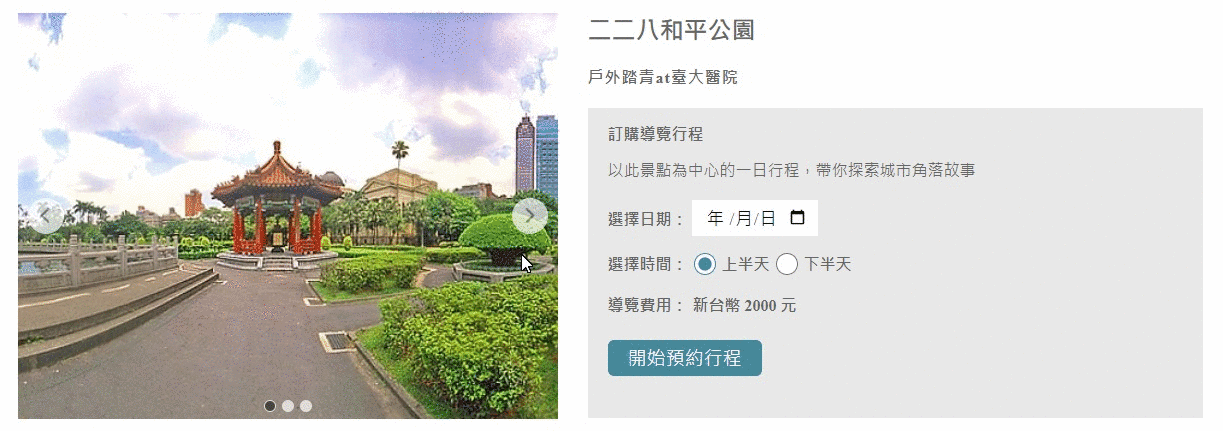 二二八和平公園
戶外踏青at臺大醫院
訂購導覽行程
以此景點為中心的一日行程，帶你探索城市角落故事
選擇日期： 年 /月/日
選擇時間： 上半天 下半天
導覽費用： 新台幣 2000 元
開始預約行程